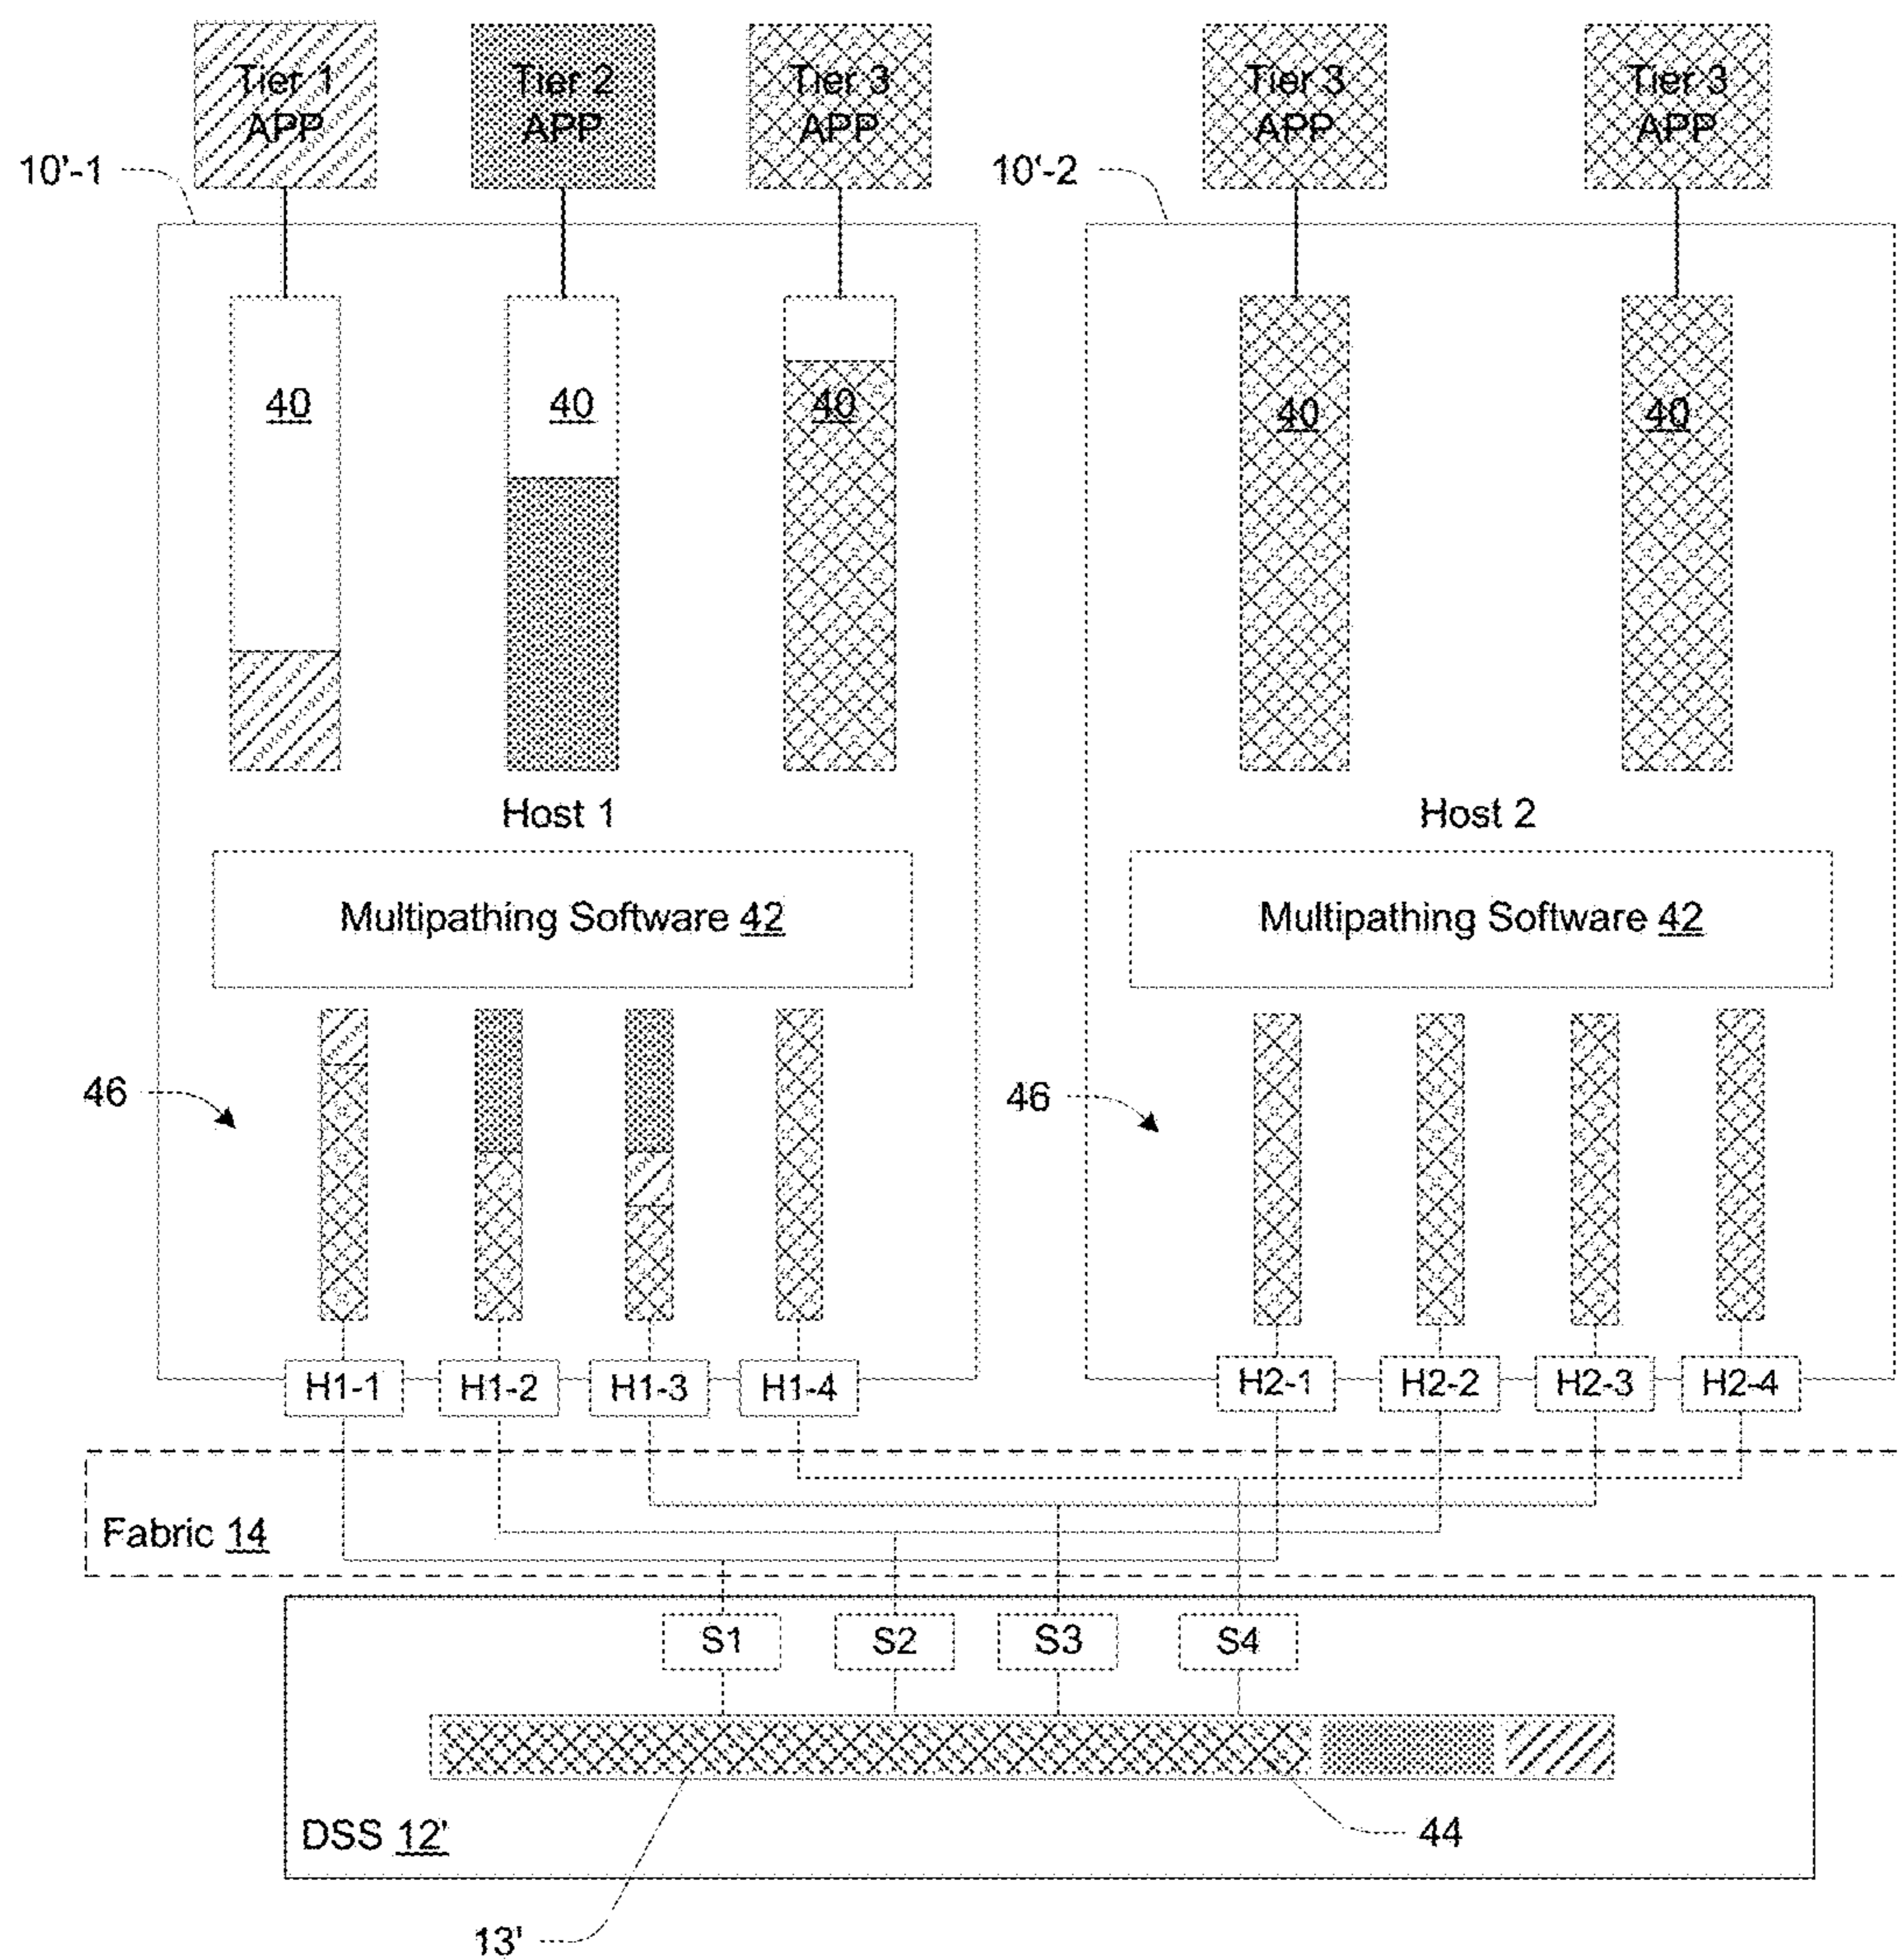 Tier 1
APP
Tier 2
APP
Tier 3
APP
Tier 3
APP
Tier 3
APP
10'-1
10'-2
40
40
40
40
40
Host 1
Host 2
Multipathing Software 42
Multipathing Software 42
46
46
H1-1
H1-2
H1-3
H1-4
H2-1
H2-2
H2-3
H2-4
Fabric 14
S1
S2
S3
S4
DSS 12'
44
13'